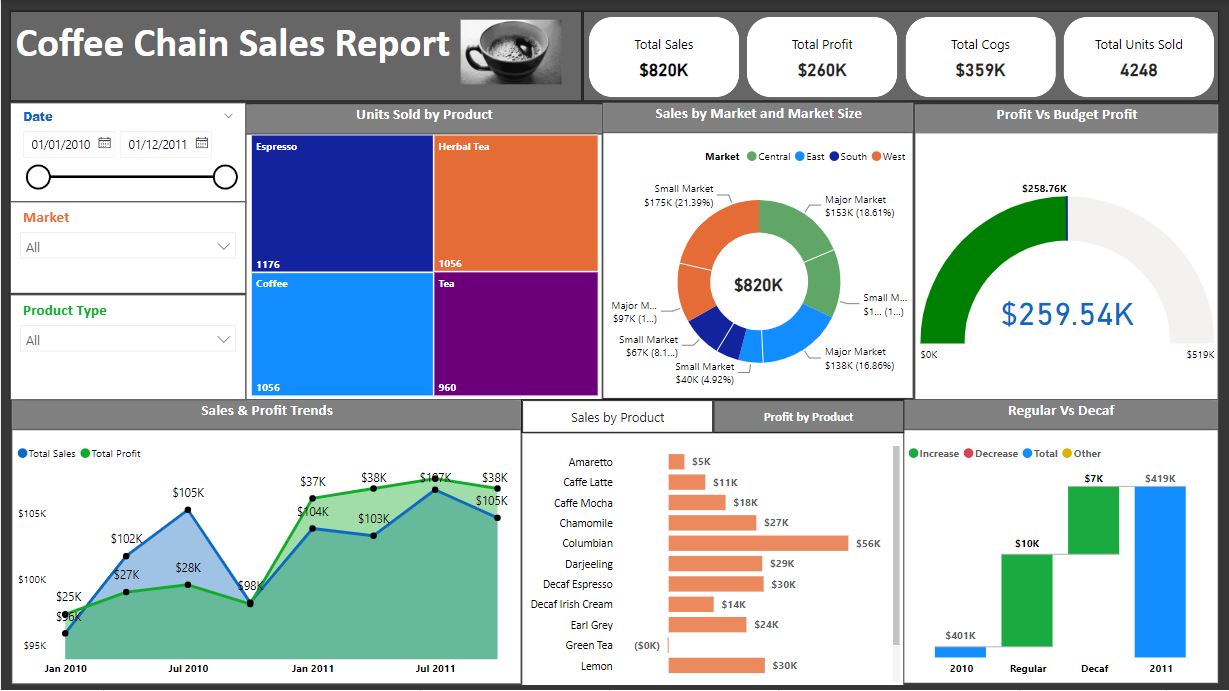 Coffee Chain Sales Report
Total Sales
$820K
Total Profit
$260K
Total Cogs
$359K
Total Units Sold
4248
Date
01/01/2010
01/12/2011
Market
All
Product Type
All
Units Sold by Product
Espresso
1176
Herbal Tea
1056
Coffee
1056
Tea
960
Sales by Market and Market Size
Market Central East South West
Small Market
$175K (21.39%)
Major Market
$153K (18.61%)
Small M...
$1... (1...)
Major Market
$138K (16.86%)
Small Market
$40K (4.92%)
Small Market
$67K (8.1...)
Major M...
$97K (1...)
$820K
Profit Vs Budget Profit
$258.76K
$259.54K
$0K
$519K
Sales & Profit Trends
Total Sales Total Profit
$105K
$100K
$95K
$25K
$96K
$102K
$27K
$105K
$28K
$98K
$37K
$104K
$38K
$103K
$107K
$38K
$105K
Jan 2010
Jul 2010
Jan 2011
Jul 2011
Sales by Product
Profit by Product
Amaretto $5K
Caffe Latte $11K
Caffe Mocha $18K
Chamomile $27K
Columbian $56K
Darjeeling $29K
Decaf Espresso $30K
Decaf Irish Cream $14K
Earl Grey $24K
Green Tea ($0K)
Lemon $30K
Regular Vs Decaf
Increase Decrease Total Other
$401K
$10K
$7K
$419K
2010
Regular
Decaf
2011